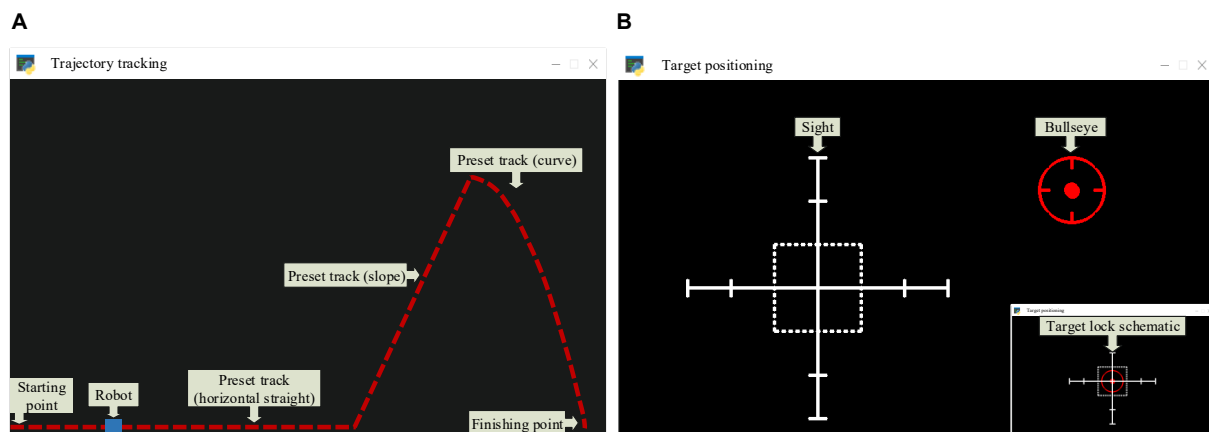 A
Trajectory tracking
Preset track (curve)
Preset track (slope)
Starting
point
Robot
Preset track
(horizontal straight)
Finishing point
B
Target positioning
Sight
Bullseye
Target positioning
Target lock schematic